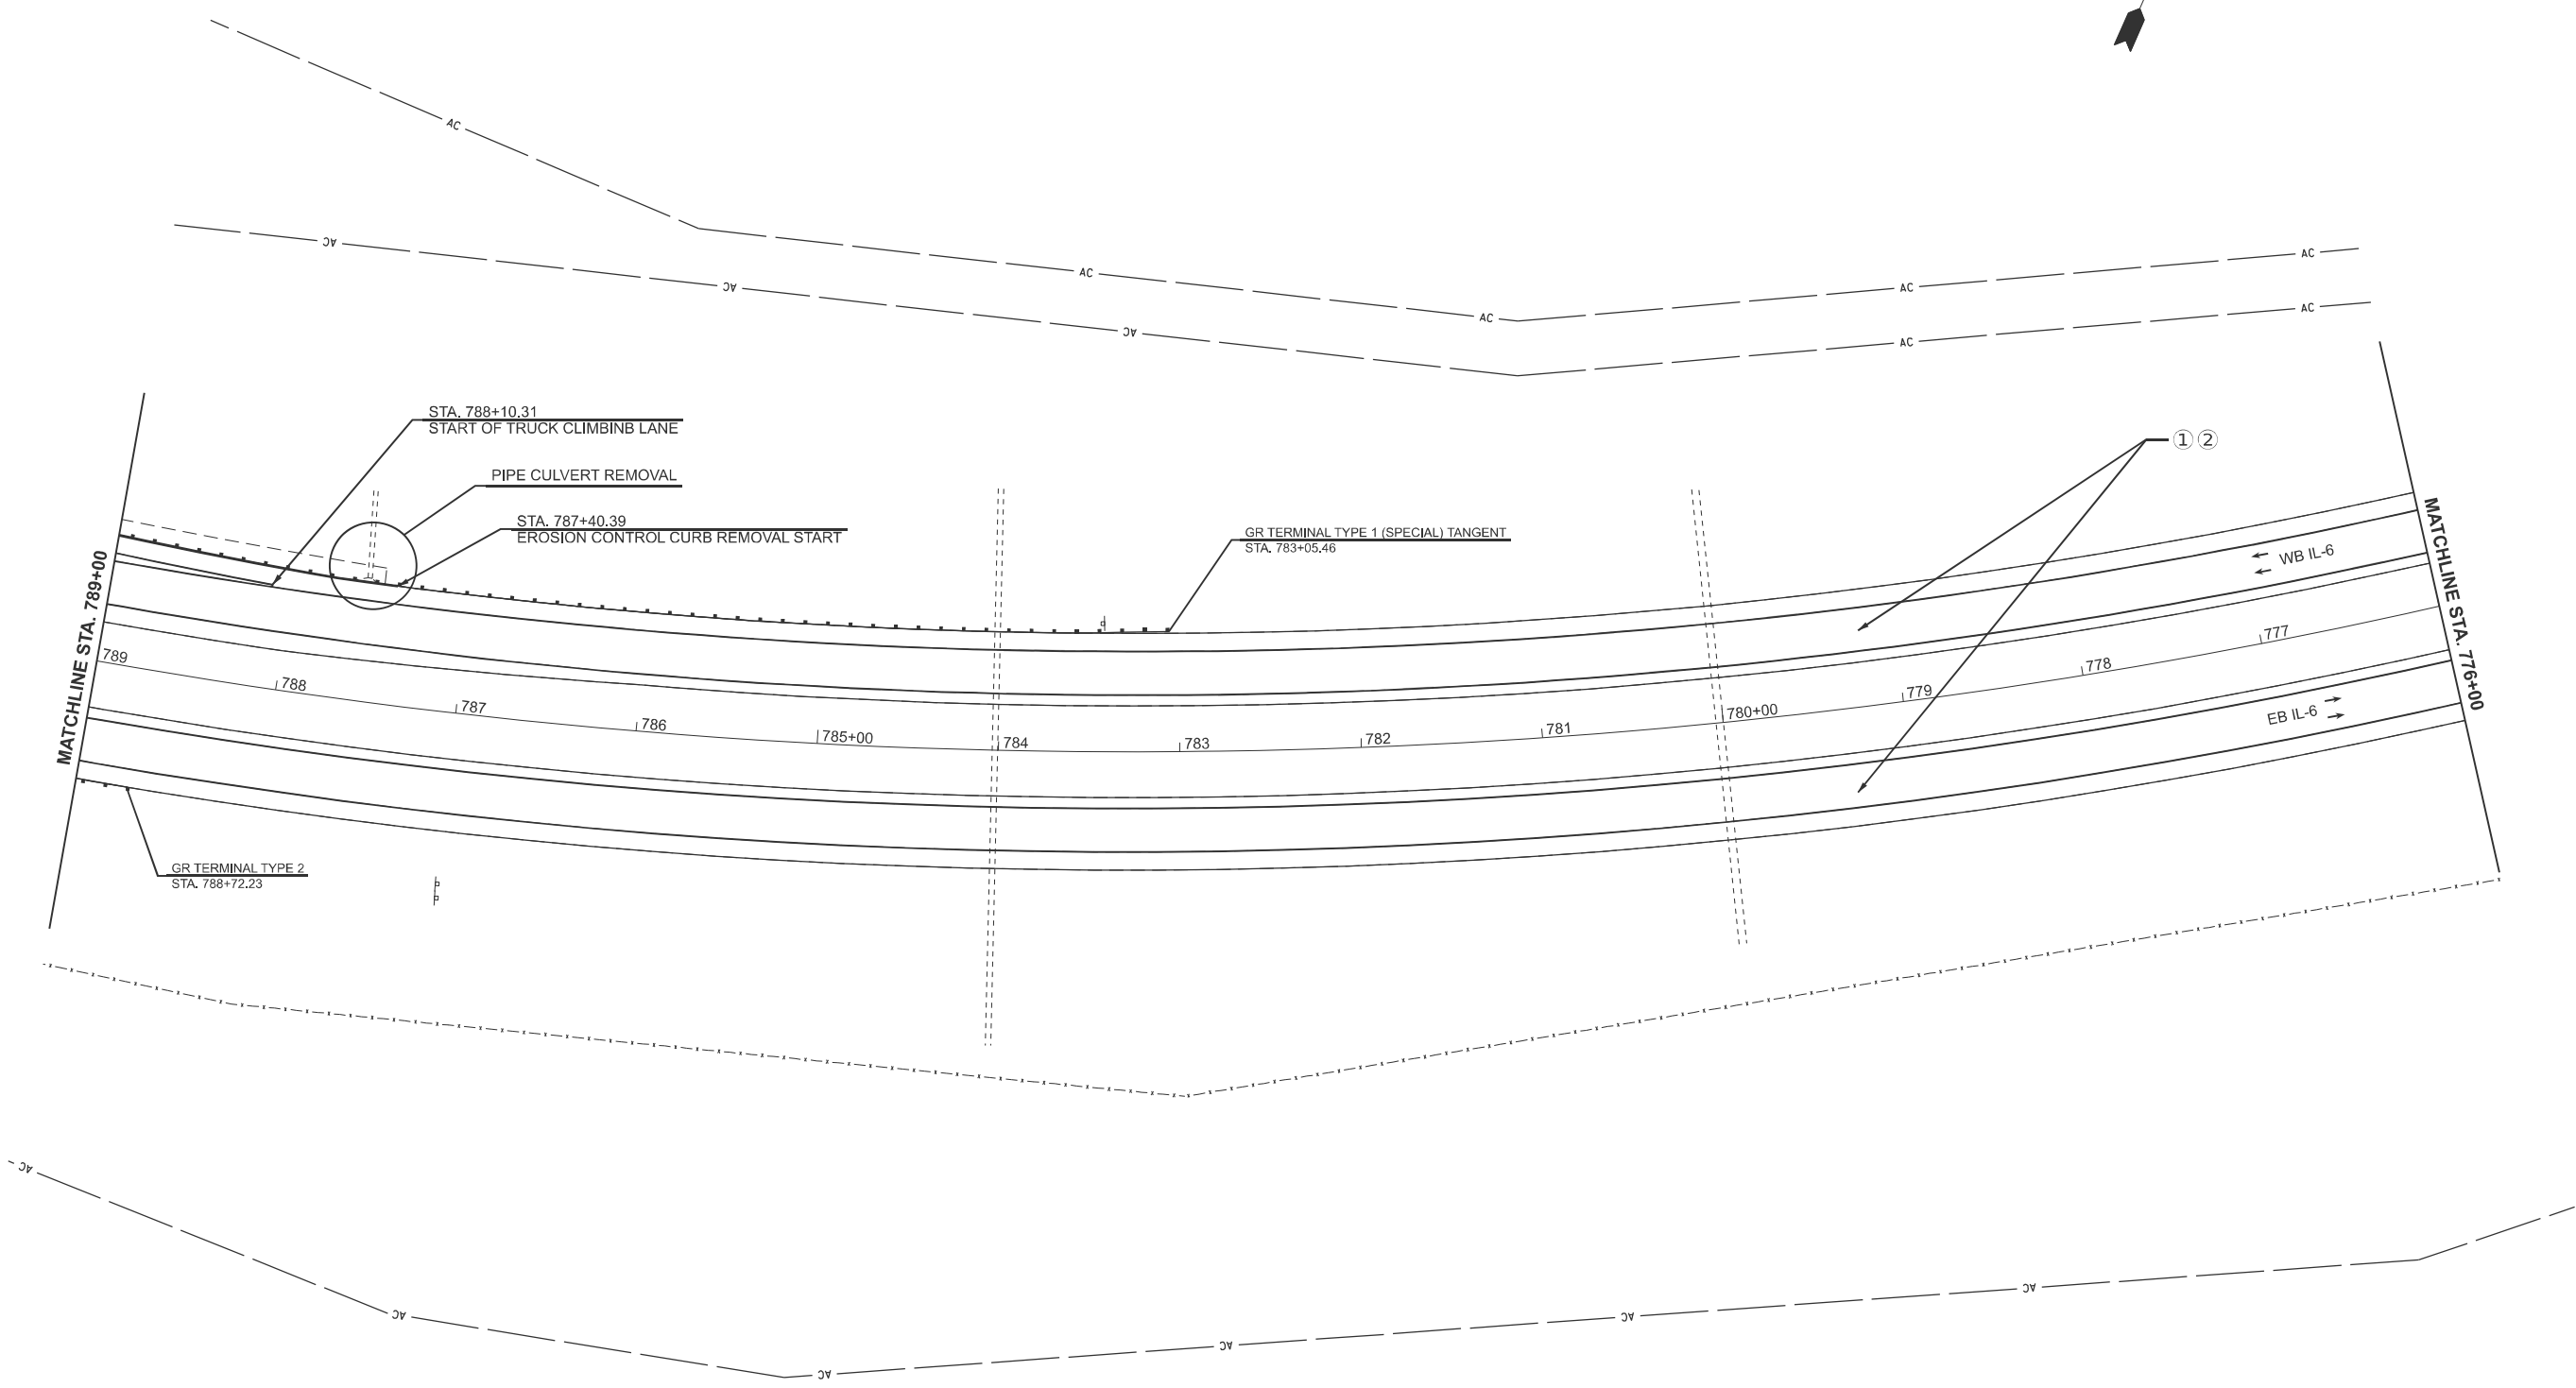 AC
AC
AC
AC
AC
AC
AC
AC
AC
AC
AC
STA. 788+10.31
START OF TRUCK CLIMBINB LANE
PIPE CULVERT REMOVAL
STA. 787+40.39
EROSION CONTROL CURB REMOVAL START
GR TERMINAL TYPE 1 (SPECIAL) TANGENT
STA. 783+05.46
①②
MATCHLINE STA. 789+00
MATCHLINE STA. 776+00
WB IL-6
EB IL-6
789
788
787
786
785+00
784
783
782
781
780+00
779
778
777
GR TERMINAL TYPE 2
STA. 788+72.23
AC
AC
AC
AC
AC
AC